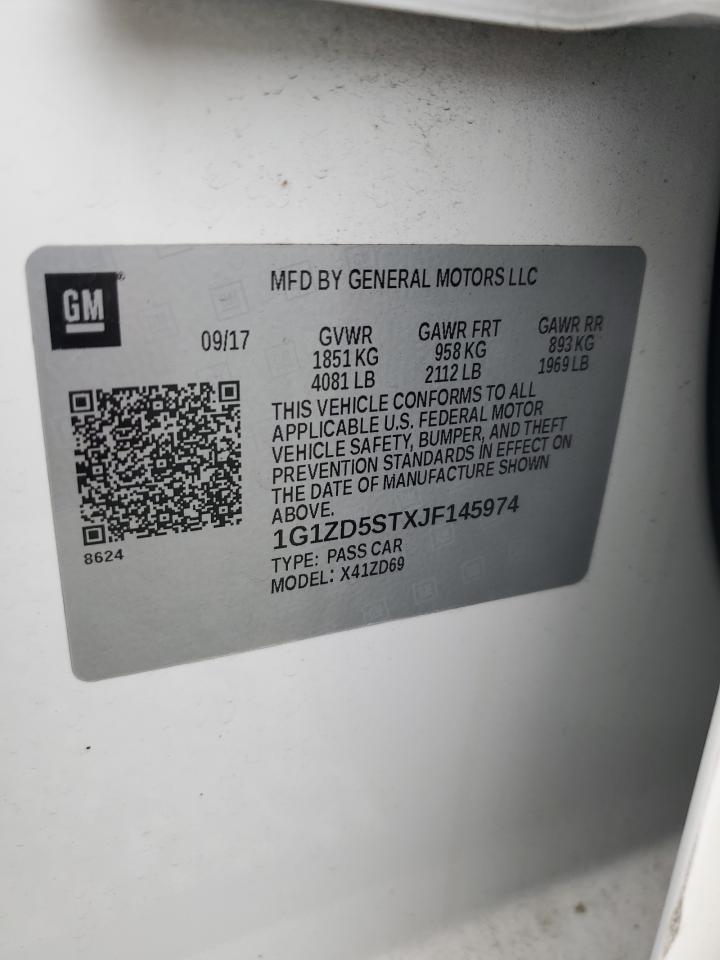 GM
MFD BY GENERAL MOTORS LLC
09/17
GVWR
1851 KG
4081 LB
GAWR FRT
958 KG
2112 LB
GAWR RR
893 KG
1969 LB
THIS VEHICLE CONFORMS TO ALL
APPLICABLE U.S. FEDERAL MOTOR
VEHICLE SAFETY, BUMPER, AND THEFT
PREVENTION STANDARDS IN EFFECT ON
THE DATE OF MANUFACTURE SHOWN
ABOVE.
1G1ZD5STXJF145974
TYPE: PASS CAR
MODEL: X41ZD69
8624